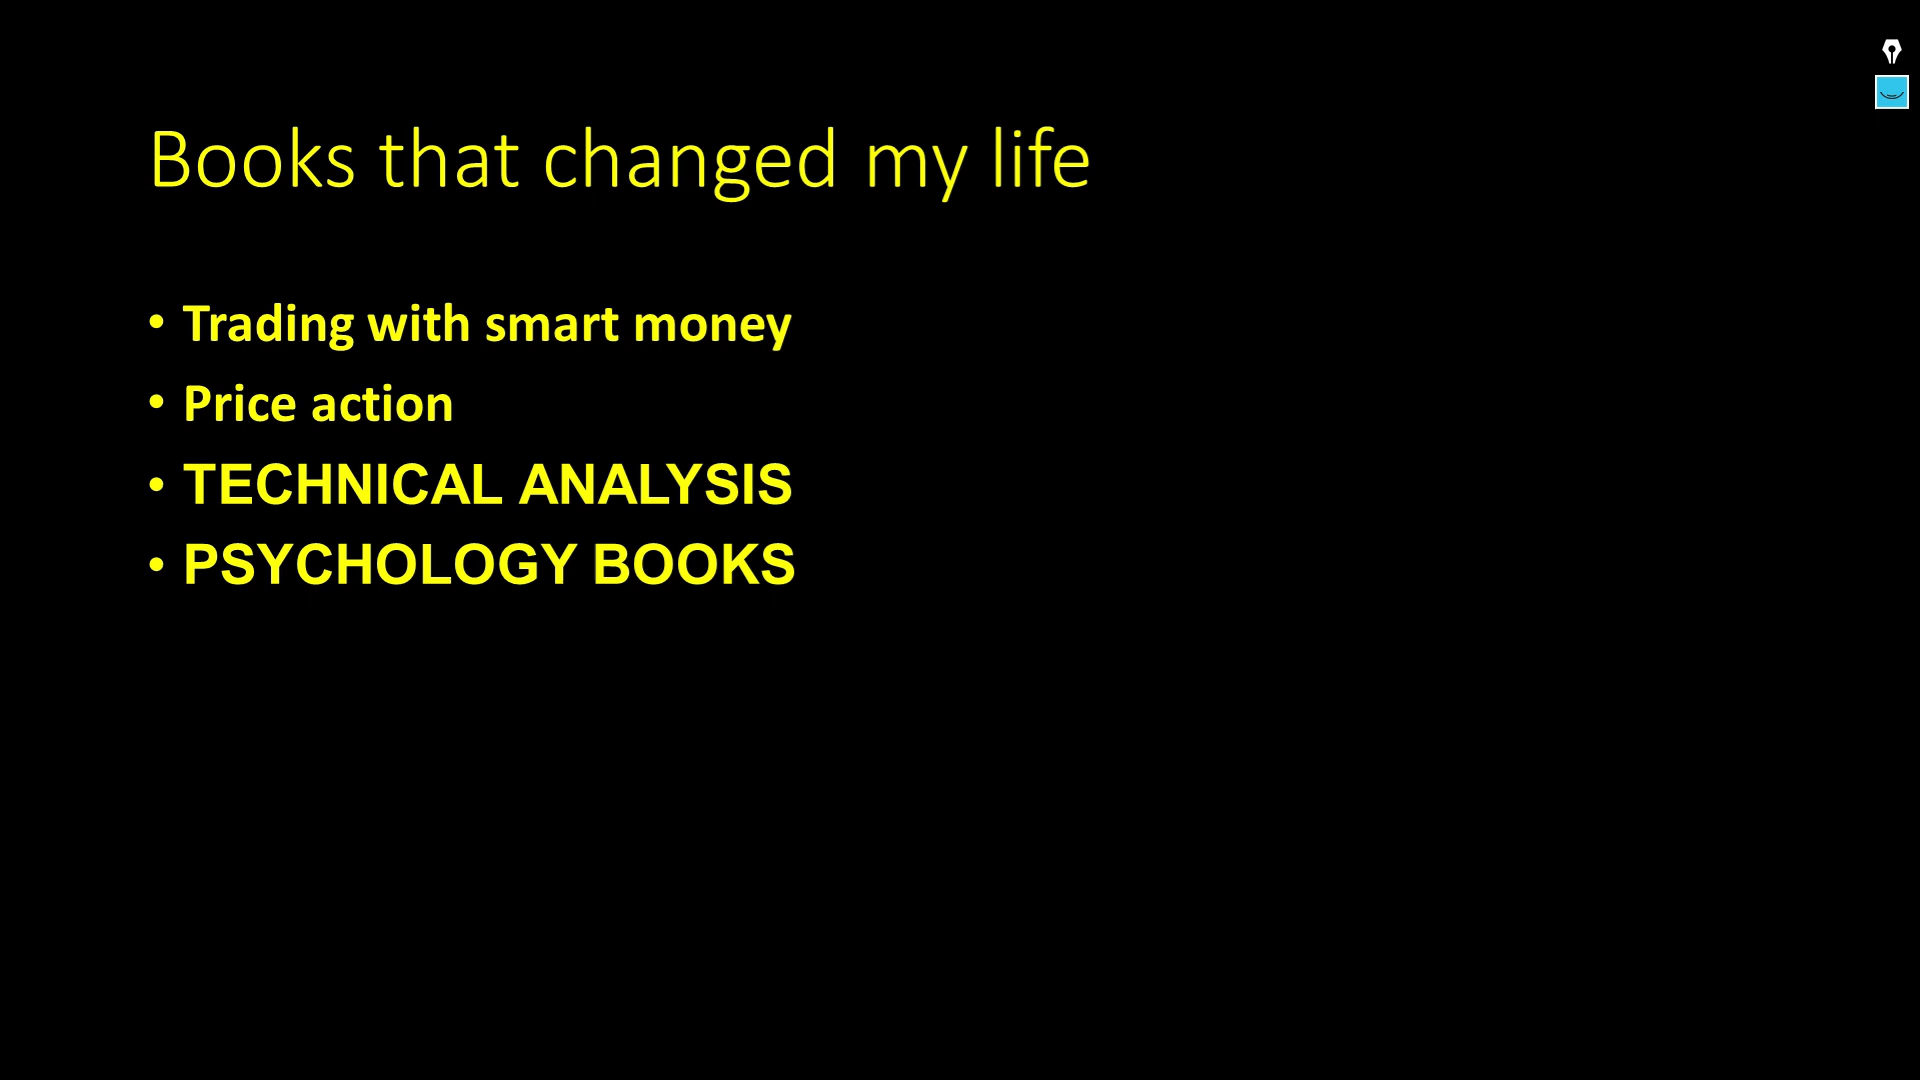 Books that changed my life
• Trading with smart money
• Price action
• TECHNICAL ANALYSIS
• PSYCHOLOGY BOOKS